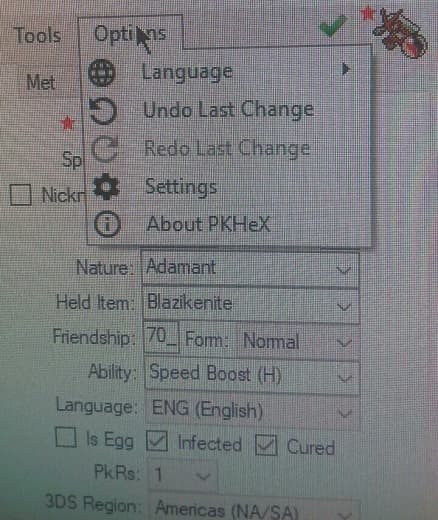 Tools Options
Met
Language
Undo Last Change
Sp
Redo Last Change
Nickn
Settings
About PKHeX
Nature: Adamant
Held Item: Blazikenite
Friendship: 70_ Form: Normal
Ability: Speed Boost (H)
Language: ENG (English)
Is Egg Infected Cured
PkRs: 1
3DS Region: Americas (NA/SA)